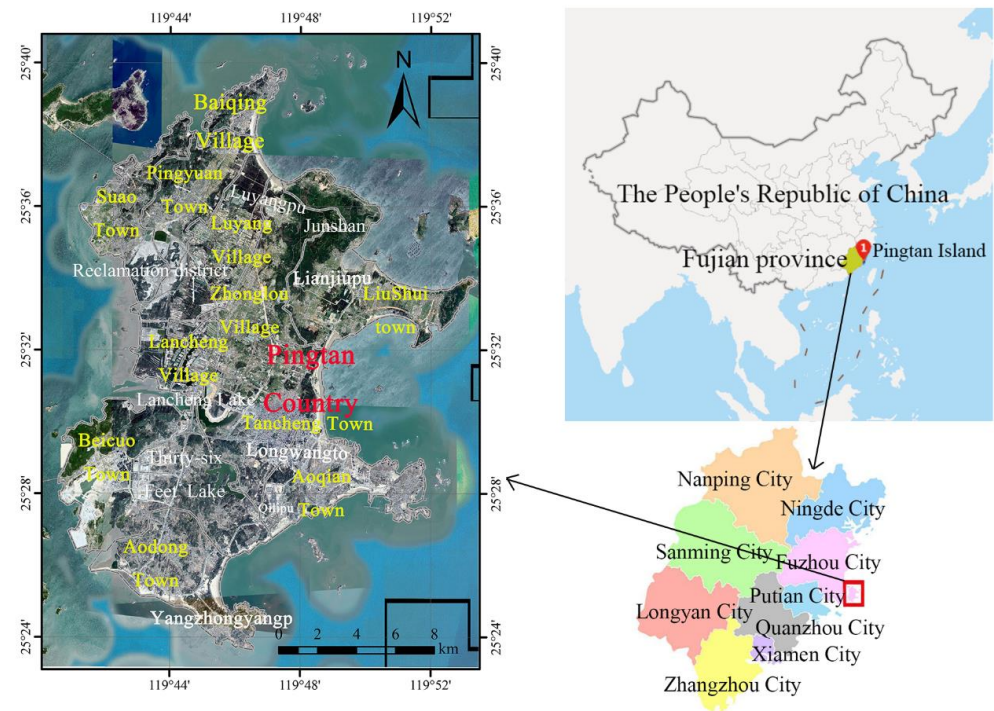 119°44'
119°48'
119°52'
25°40'
25°40'
N
Baiqing
Village
Pingyuan
Town
Suao
Town
25°36'
25°36'
Luyangpu
Luyang
Village
Junshan
Reclamation district
Lianjiupu
Zhonglou
Village
LiuShui
town
25°32'
25°32'
Lancheng
Village
Pingtan
Country
Lancheng Lake
Tancheng Town
Beicuo
Town
Longwangto
Thirty-six
Feet Lake
Aoqian
Town
Qilipu
25°28'
25°28'
Aodong
Town
Yangzhongyangp
25°24'
25°24'
0 2 4 6 8
km
119°44'
119°48'
119°52'
The People's Republic of China
Fujian province
1
Pingtan Island
Nanping City
Ningde City
Sanming City
Fuzhou City
Putian City
Longyan City
Quanzhou City
Xiamen City
Zhangzhou City